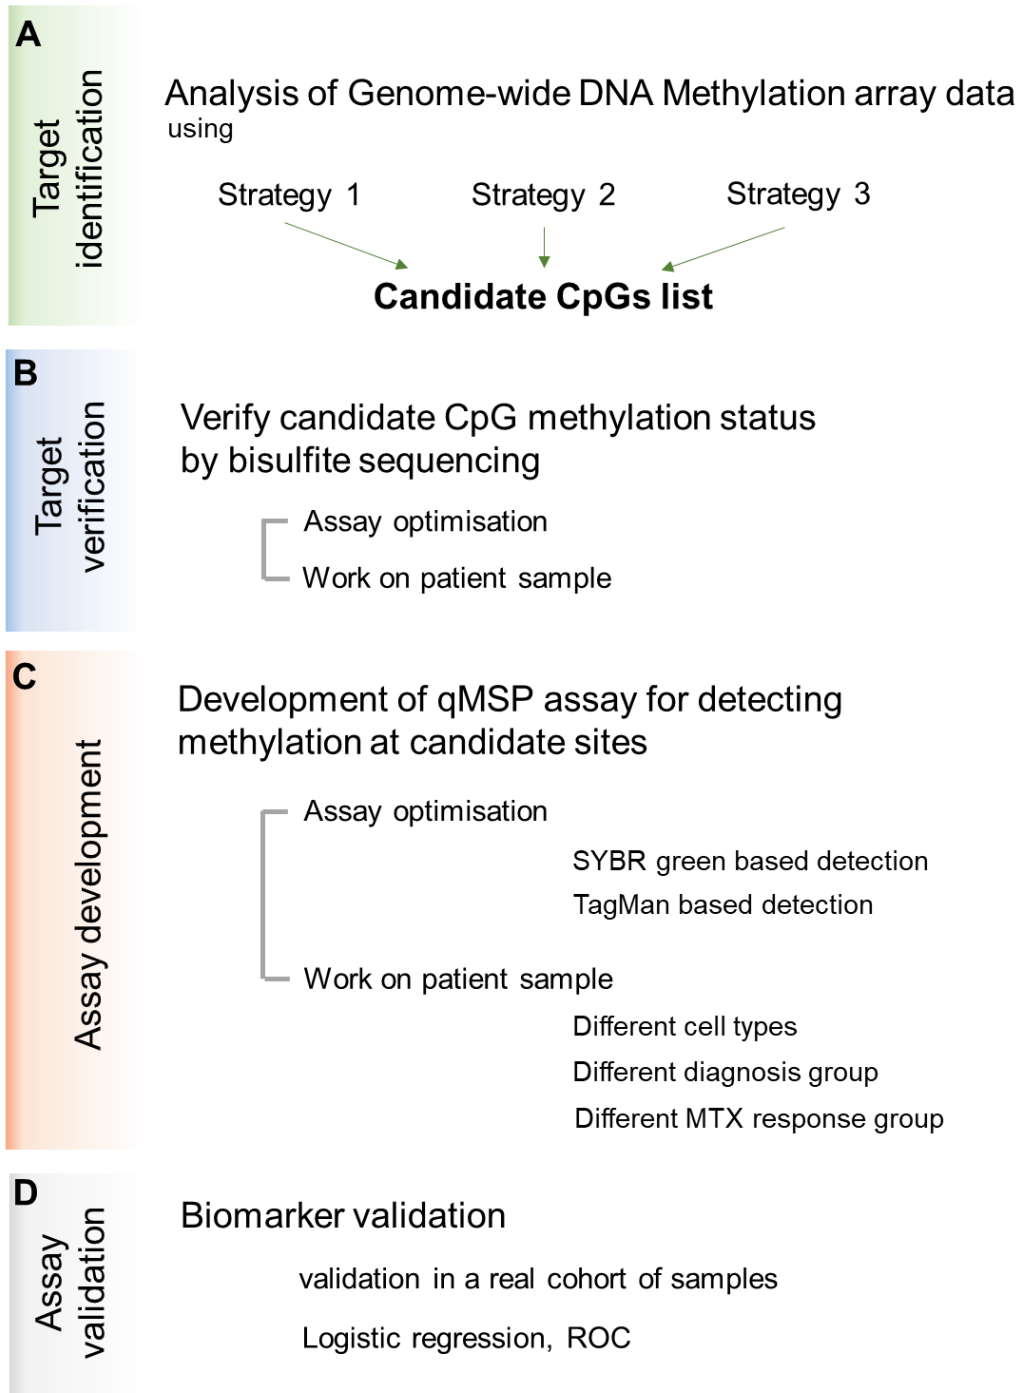 A
Target
identification
Analysis of Genome-wide DNA Methylation array data
using
Strategy 1
Strategy 2
Strategy 3
Candidate CpGs list
B
Target
verification
Verify candidate CpG methylation status
by bisulfite sequencing
Assay optimisation
Work on patient sample
C
Assay development
Development of qMSP assay for detecting
methylation at candidate sites
Assay optimisation
SYBR green based detection
TagMan based detection
Work on patient sample
Different cell types
Different diagnosis group
Different MTX response group
D
Assay
validation
Biomarker validation
validation in a real cohort of samples
Logistic regression, ROC